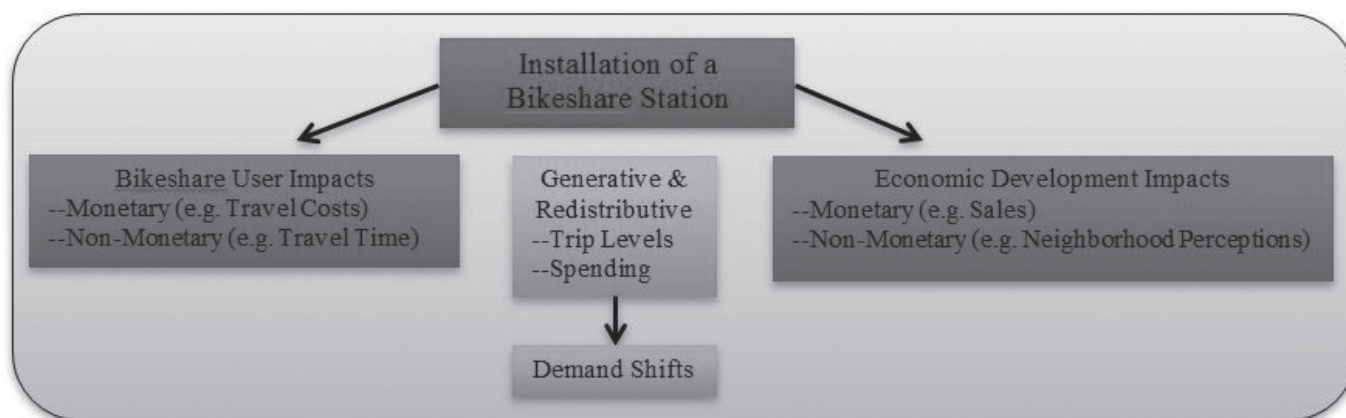 Installation of a
Bikeshare Station
Bikeshare User Impacts
--Monetary (e.g. Travel Costs)
--Non-Monetary (e.g. Travel Time)
Generative &
Redistributive
--Trip Levels
--Spending
Economic Development Impacts
--Monetary (e.g. Sales)
--Non-Monetary (e.g. Neighborhood Perceptions)
Demand Shifts